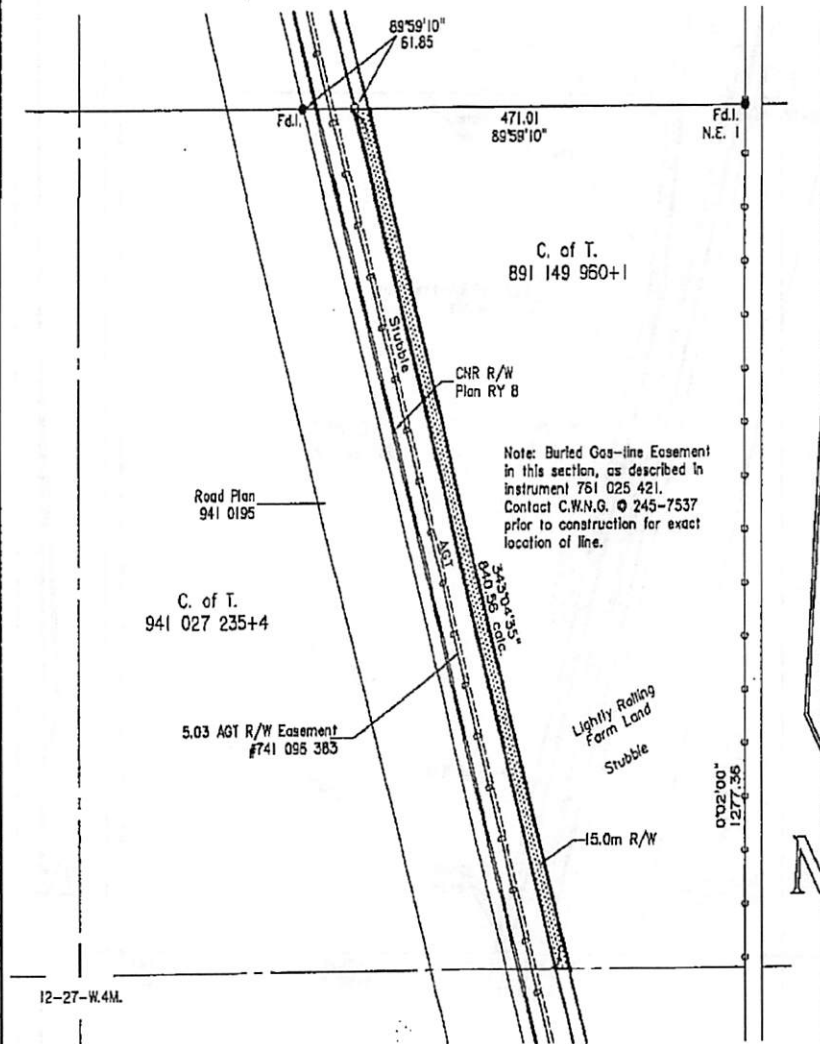 89°59'10"
61.85
Fd.I.
471.01
89°59'10"
Fd.I.
N.E. 1
C. of T.
891 149 960+1
Stubble
CNR R/W
Plan RY 8
Note: Buried Gas-line Easement
in this section, as described in
instrument 761 025 421.
Contact C.W.N.G. @ 245-7537
prior to construction for exact
location of line.
Road Plan
941 0195
AGT
343°04'35"
840.56 calc.
C. of T.
941 027 235+4
5.03 AGT R/W Easement
#741 095 383
Lightly Rolling
Farm Land
Stubble
0°02'00"
1277.36
15.0m R/W
N
12-27-W.4M.